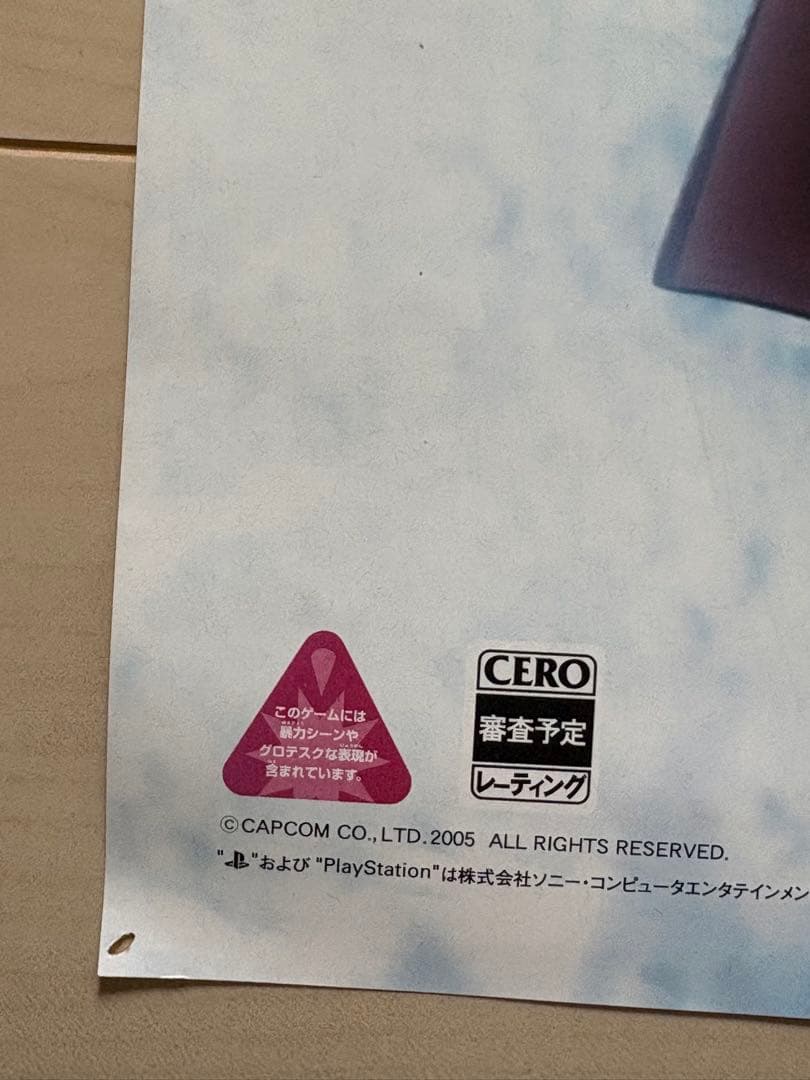 このゲームには
暴力シーンや
グロテスクな表現が
含まれています。
CERO
審査予定
レーティング
©CAPCOM CO., LTD. 2005 ALL RIGHTS RESERVED.
" "および "PlayStation"は株式会社ソニー・コンピュータエンタテインメン